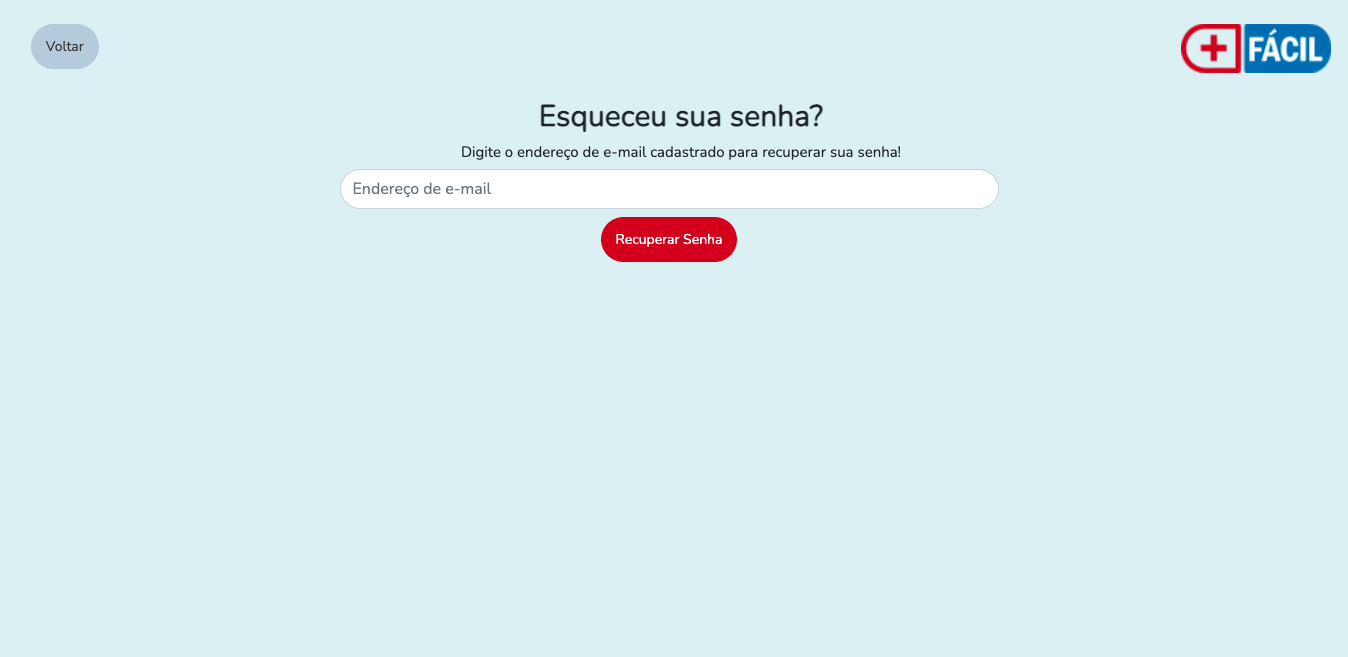 Voltar
FÁCIL
Esqueceu sua senha?
Digite o endereço de e-mail cadastrado para recuperar sua senha!
Endereço de e-mail
Recuperar Senha